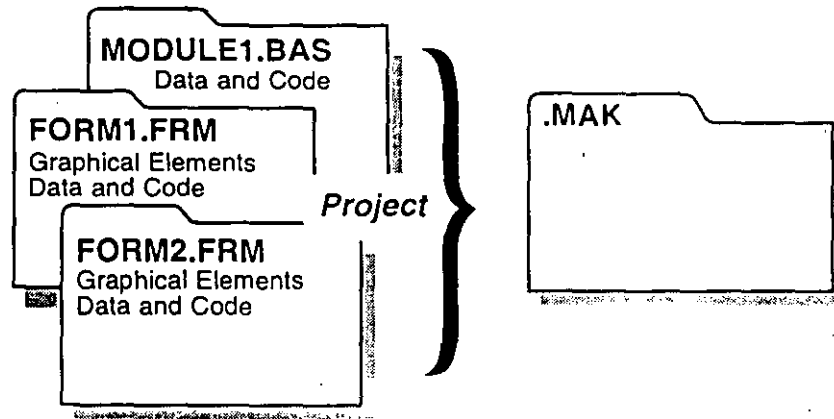 MODULE1.BAS
Data and Code
FORM1.FRM
Graphical Elements
Data and Code
FORM2.FRM
Graphical Elements
Data and Code
Project
.MAK